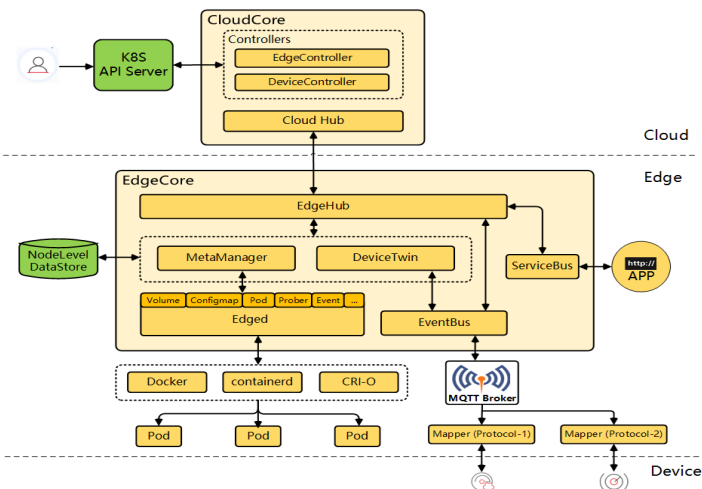 CloudCore
Controllers
EdgeController
DeviceController
K8S
API Server
Cloud Hub
Cloud
EdgeCore
Edge
EdgeHub
MetaManager
DeviceTwin
NodeLevel
DataStore
ServiceBus
http://
APP
Volume
Configmap
Pod
Prober
Event
...
Edged
EventBus
Docker
containerd
CRI-O
MQTT Broker
Pod
Pod
Pod
Mapper (Protocol-1)
Mapper (Protocol-2)
Device